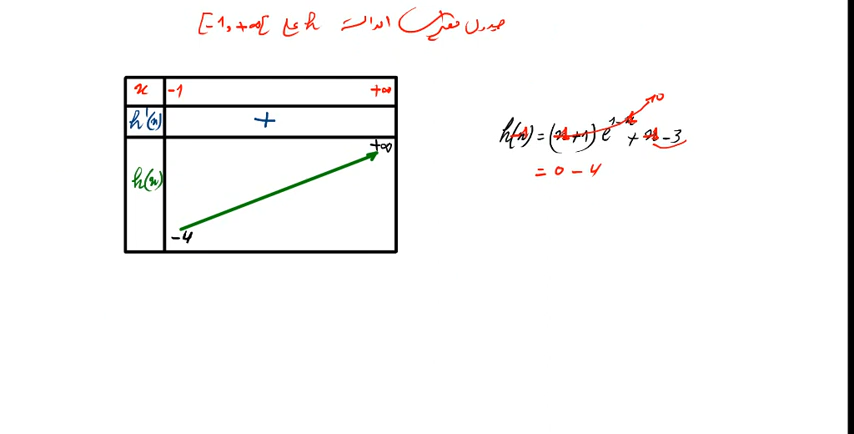 جدول تغيرات الدالة h على [-1, +∞[
x -1 +∞
h'(x) +
h(x) -4 +∞
h(x) = (x+1) e^{1-x} + x - 3
= 0 - 4